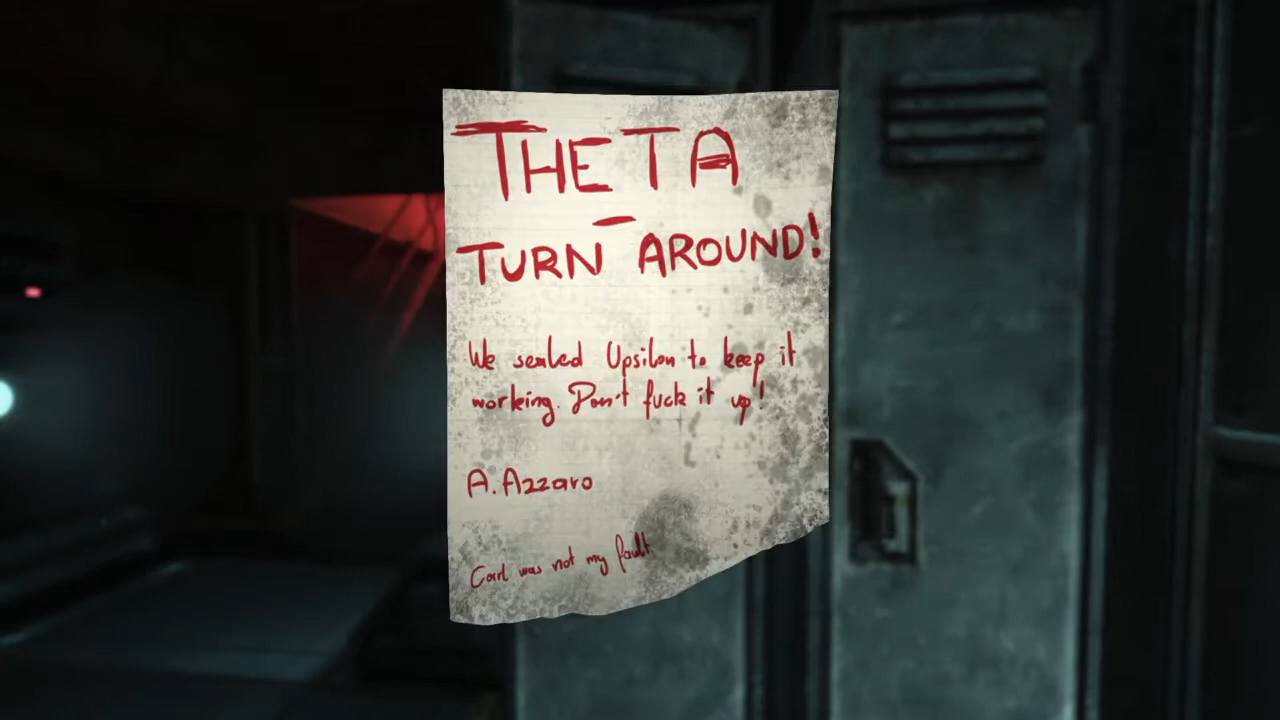 THETA
TURN AROUND!
We sealed Upsilon to keep it
working. Don't fuck it up!
A. Azzaro
Carl was not my fault.